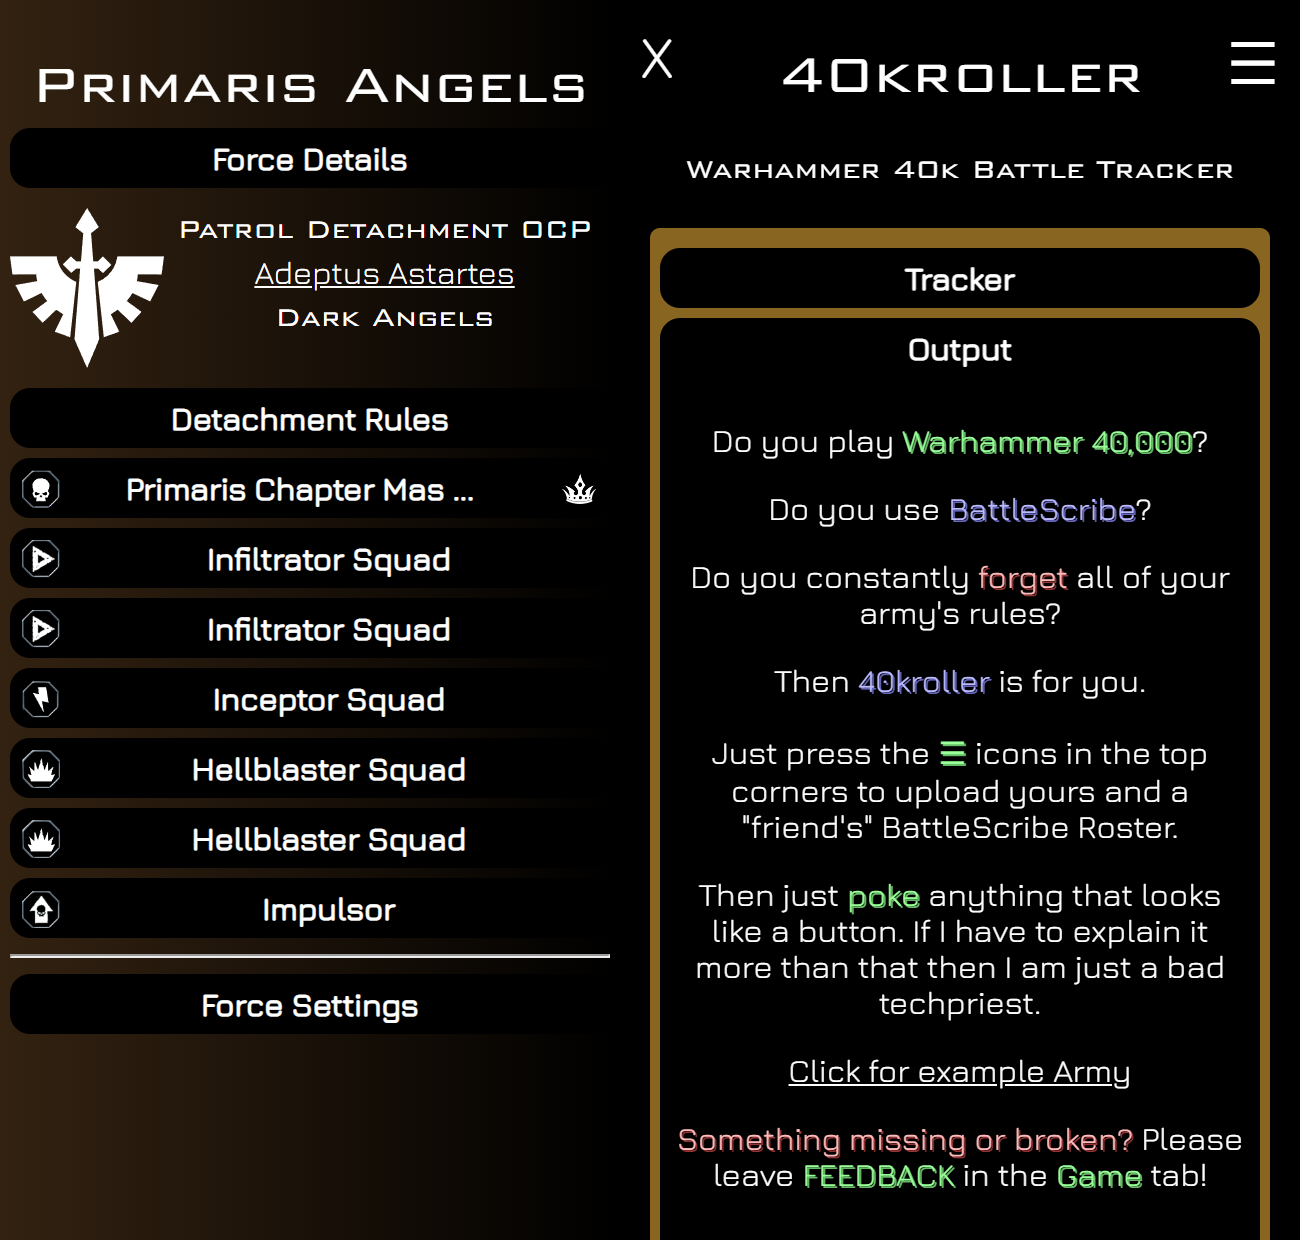 Primaris Angels
Force Details
Patrol Detachment 0CP
Adeptus Astartes
Dark Angels
Detachment Rules
Primaris Chapter Mas ...
Infiltrator Squad
Infiltrator Squad
Inceptor Squad
Hellblaster Squad
Hellblaster Squad
Impulsor
Force Settings
X
40kroller
Warhammer 40k Battle Tracker
Tracker
Output
Do you play Warhammer 40,000?
Do you use BattleScribe?
Do you constantly forget all of your
army's rules?
Then 40kroller is for you.
Just press the ☰ icons in the top
corners to upload yours and a
"friend's" BattleScribe Roster.
Then just poke anything that looks
like a button. If I have to explain it
more than that then I am just a bad
techpriest.
Click for example Army
Something missing or broken? Please
leave FEEDBACK in the Game tab!